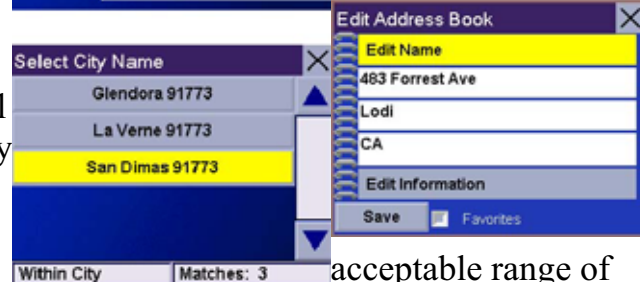 Select City Name
Glendora 91773
La Verne 91773
San Dimas 91773
Within City
Matches: 3
Edit Address Book
Edit Name
483 Forrest Ave
Lodi
CA
Edit Information
Save
Favorites
acceptable range of